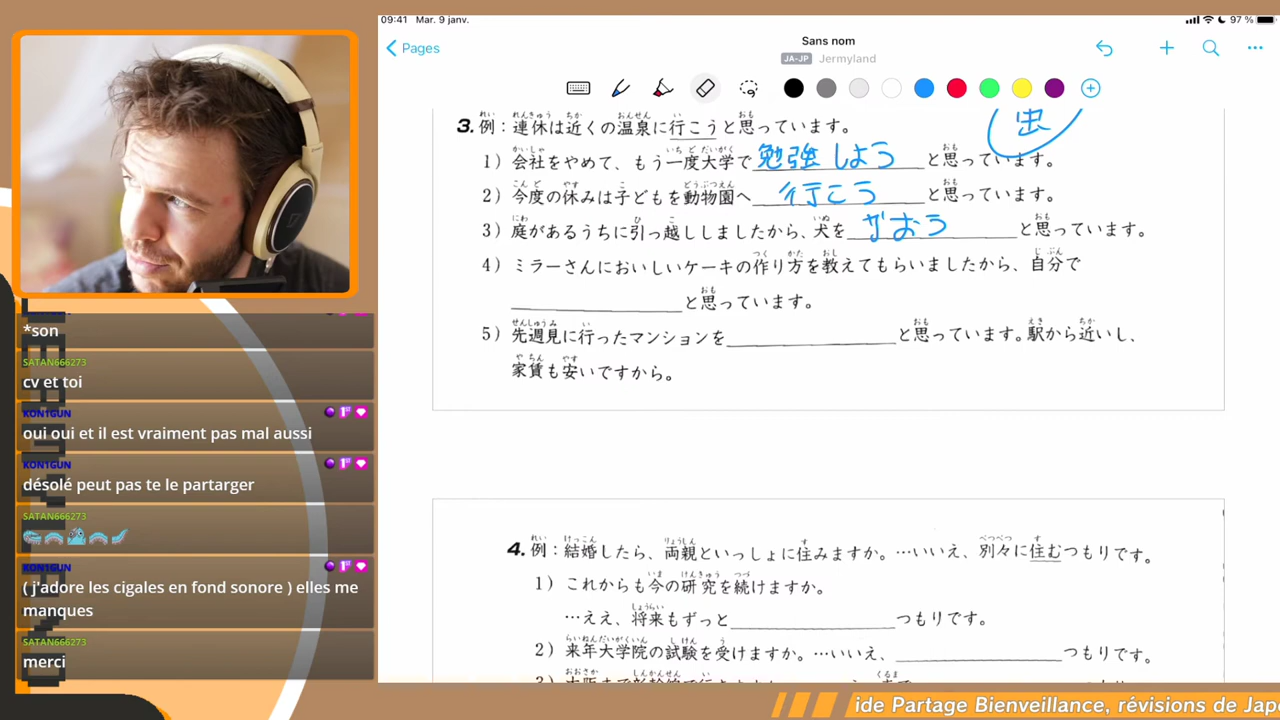 *son
SATAN666273
cv et toi
KON1GUN
oui oui et il est vraiment pas mal aussi
KON1GUN
désolé peut pas te le partarger
SATAN666273
KON1GUN
( j'adore les cigales en fond sonore ) elles me
manques
SATAN666273
merci
09:41 Mar. 9 janv.
97 %
Pages
Sans nom
JA-JP Jermyland
3. 例：連休は近くの温泉に行こうと思っています。
1）会社をやめて、もう一度大学で勉強しようと思っています。
2）今度の休みは子どもを動物園へ行こうと思っています。
3）庭があるうちに引っ越ししましたから、犬を と思っています。
4）ミラーさんにおいしいケーキの作り方を教えてもらいましたから、自分で
と思っています。
5）先週見に行ったマンションを と思っています。駅から近いし、
家賃も安いですから。
4. 例：結婚したら、両親といっしょに住みますか。…いいえ、別々に住むつもりです。
1）これからも今の研究を続けますか。
…ええ、将来もずっと つもりです。
2）来年大学院の試験を受けますか。…いいえ、 つもりです。
ide Partage Bienveillance, révisions de Jap